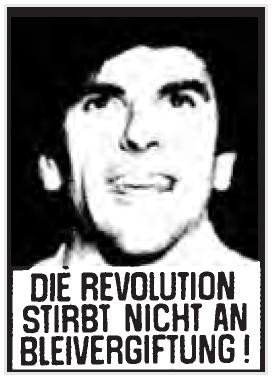 DIE REVOLUTION
STIRBT NICHT AN
BLEIVERGIFTUNG!